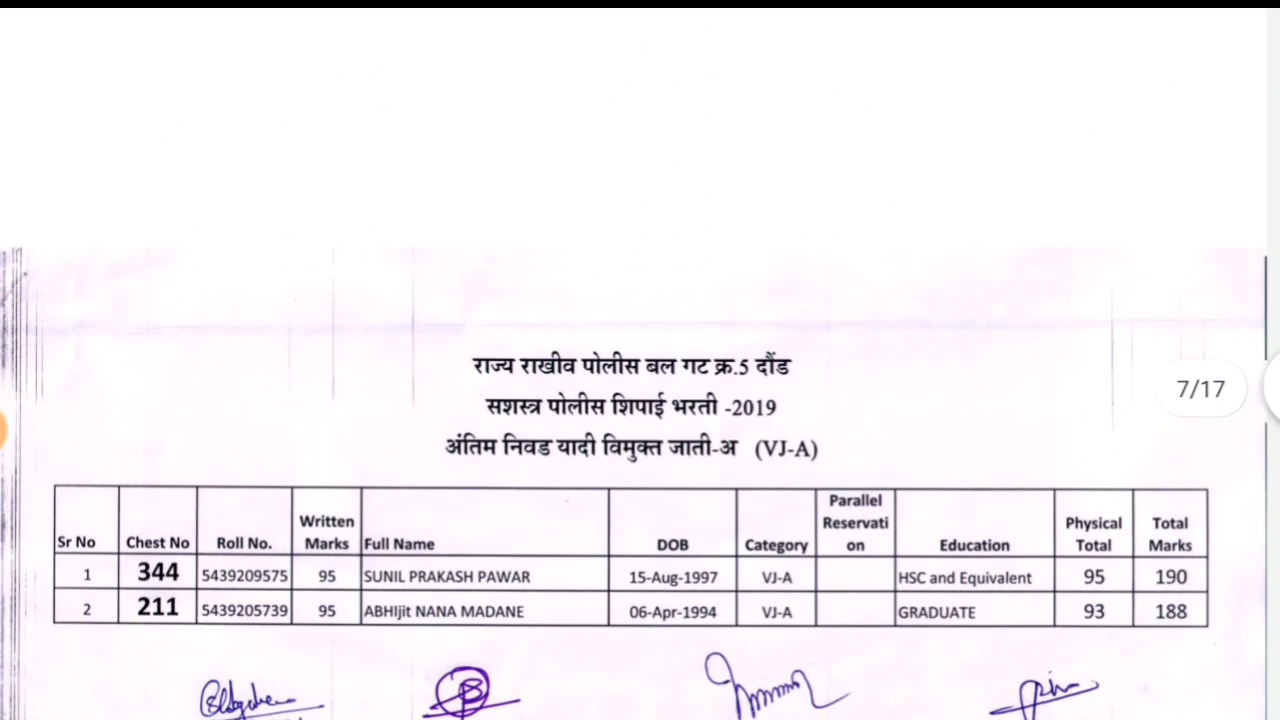 राज्य राखीव पोलीस बल गट क्र.5 दौंड
सशस्त्र पोलीस शिपाई भरती -2019
अंतिम निवड यादी विमुक्त जाती-अ (VJ-A)
7/17
Sr No Chest No Roll No. Written Marks Full Name DOB Category Parallel Reservati on Education Physical Total Total Marks
1 344 5439209575 95 SUNIL PRAKASH PAWAR 15-Aug-1997 VJ-A HSC and Equivalent 95 190
2 211 5439205739 95 ABHIjit NANA MADANE 06-Apr-1994 VJ-A GRADUATE 93 188